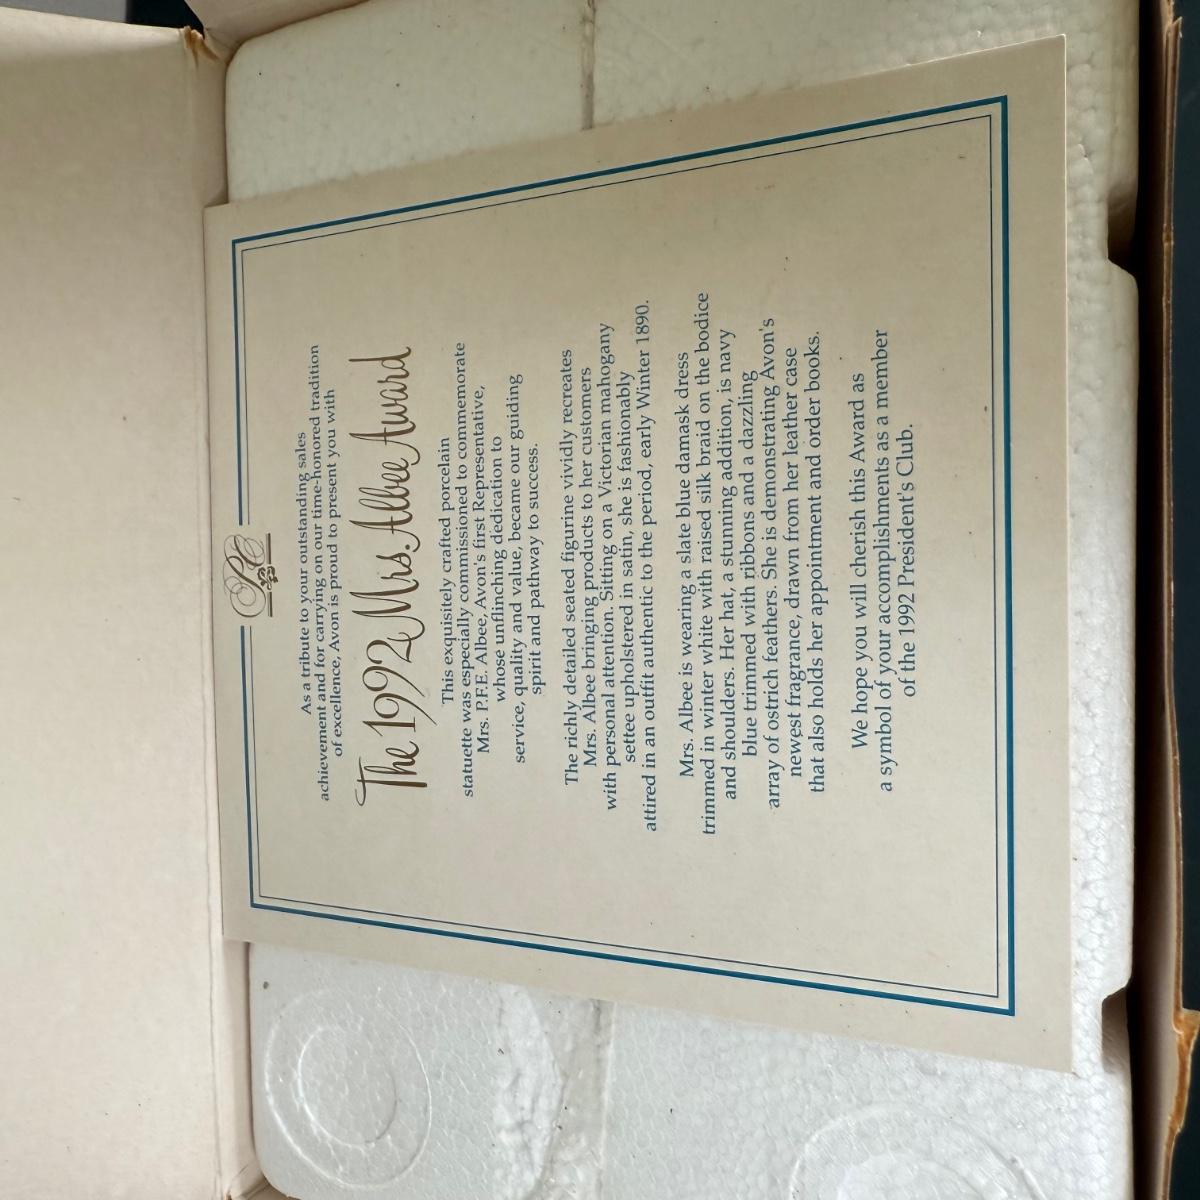 PC
As a tribute to your outstanding sales
achievement and for carrying on our time-honored tradition
of excellence, Avon is proud to present you with
The 1992 Mrs. Albee Award
This exquisitely crafted porcelain
statuette was especially commissioned to commemorate
Mrs. P.F.E. Albee, Avon's first Representative,
whose unflinching dedication to
service, quality and value, became our guiding
spirit and pathway to success.
The richly detailed seated figurine vividly recreates
Mrs. Albee bringing products to her customers
with personal attention. Sitting on a Victorian mahogany
settee upholstered in satin, she is fashionably
attired in an outfit authentic to the period, early Winter 1890.
Mrs. Albee is wearing a slate blue damask dress
trimmed in winter white with raised silk braid on the bodice
and shoulders. Her hat, a stunning addition, is navy
blue trimmed with ribbons and a dazzling
array of ostrich feathers. She is demonstrating Avon's
newest fragrance, drawn from her leather case
that also holds her appointment and order books.
We hope you will cherish this Award as
a symbol of your accomplishments as a member
of the 1992 President's Club.